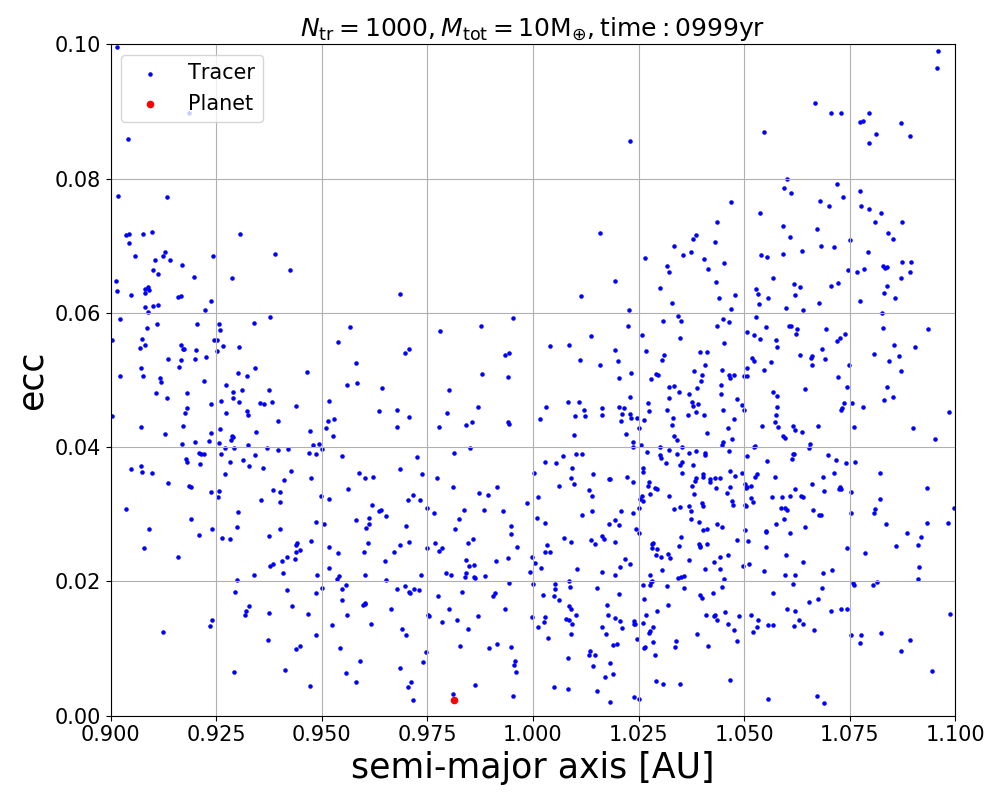 N_tr = 1000, M_tot = 10M_⊕, time : 0999yr
Tracer
Planet
0.10
0.08
0.06
0.04
0.02
0.00
ecc
0.900 0.925 0.950 0.975 1.000 1.025 1.050 1.075 1.100
semi-major axis [AU]